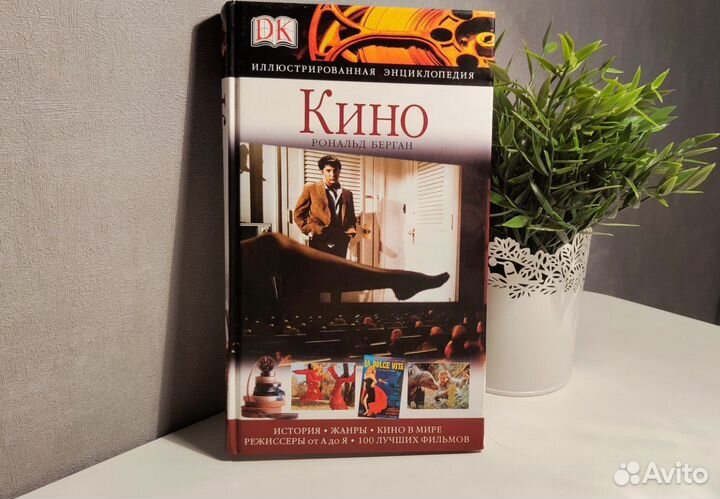 DK
ИЛЛЮСТРИРОВАННАЯ ЭНЦИКЛОПЕДИЯ
КИНО
РОНАЛЬД БЕРГАН
LA DOLCE VITA
ИСТОРИЯ • ЖАНРЫ • КИНО В МИРЕ
РЕЖИССЕРЫ от А до Я • 100 ЛУЧШИХ ФИЛЬМОВ
Avito